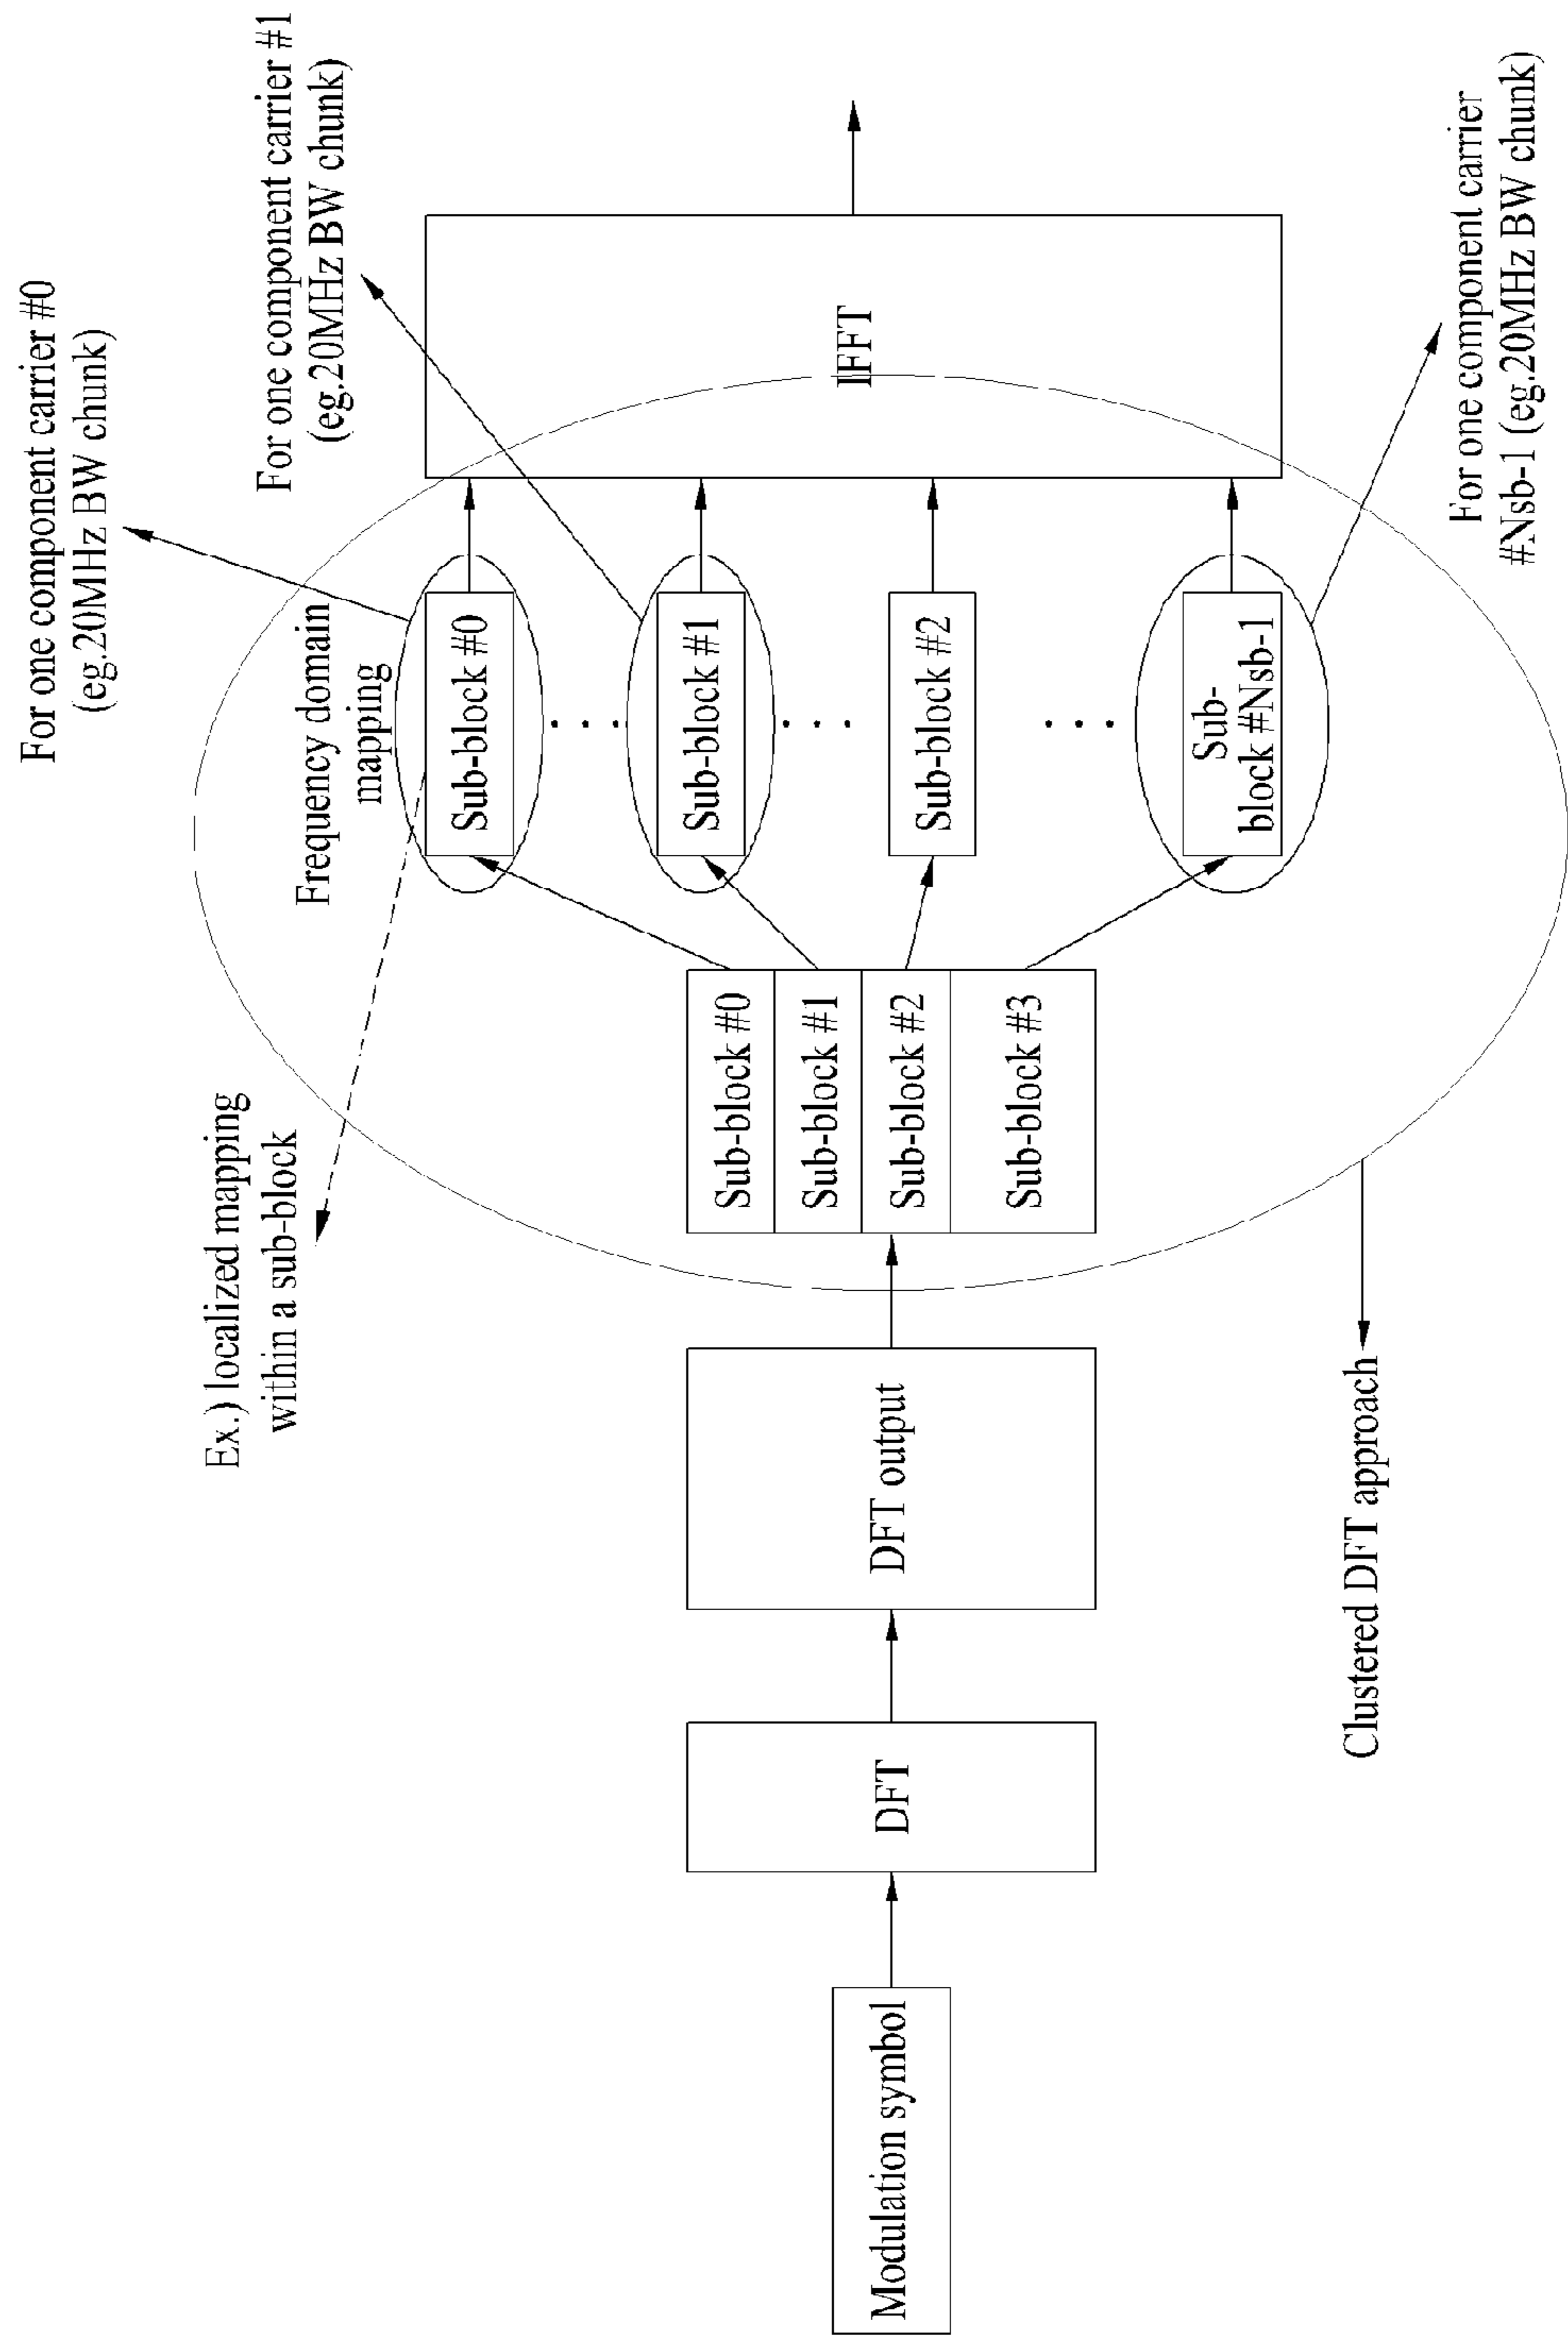 For one component carrier #0
(eg.20MHz BW chunk)
For one component carrier #1
(eg.20MHz BW chunk)
Ex.) localized mapping
within a sub-block
Frequency domain
mapping
Modulation symbol
DFT
DFT output
Sub-block #0
Sub-block #1
Sub-block #2
Sub-block #3
Sub-block #0
Sub-block #1
Sub-block #2
Sub-
block #Nsb-1
IFFT
Clustered DFT approach
For one component carrier
#Nsb-1 (eg.20MHz BW chunk)